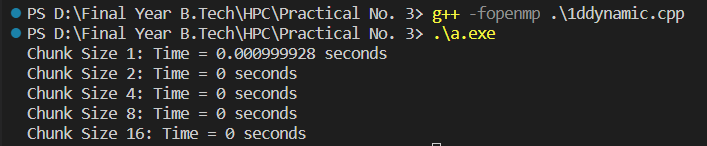 PS D:\Final Year B.Tech\HPC\Practical No. 3> g++ -fopenmp .\1ddynamic.cpp
PS D:\Final Year B.Tech\HPC\Practical No. 3> .\a.exe
Chunk Size 1: Time = 0.000999928 seconds
Chunk Size 2: Time = 0 seconds
Chunk Size 4: Time = 0 seconds
Chunk Size 8: Time = 0 seconds
Chunk Size 16: Time = 0 seconds